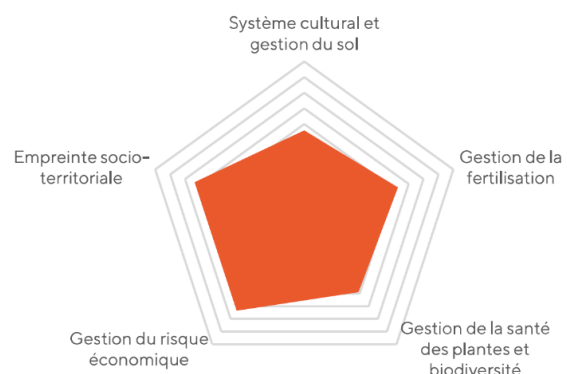 Système cultural et
gestion du sol
Empreinte socio-
territoriale
Gestion de la
fertilisation
Gestion du risque
économique
Gestion de la santé
des plantes et
biodiversité